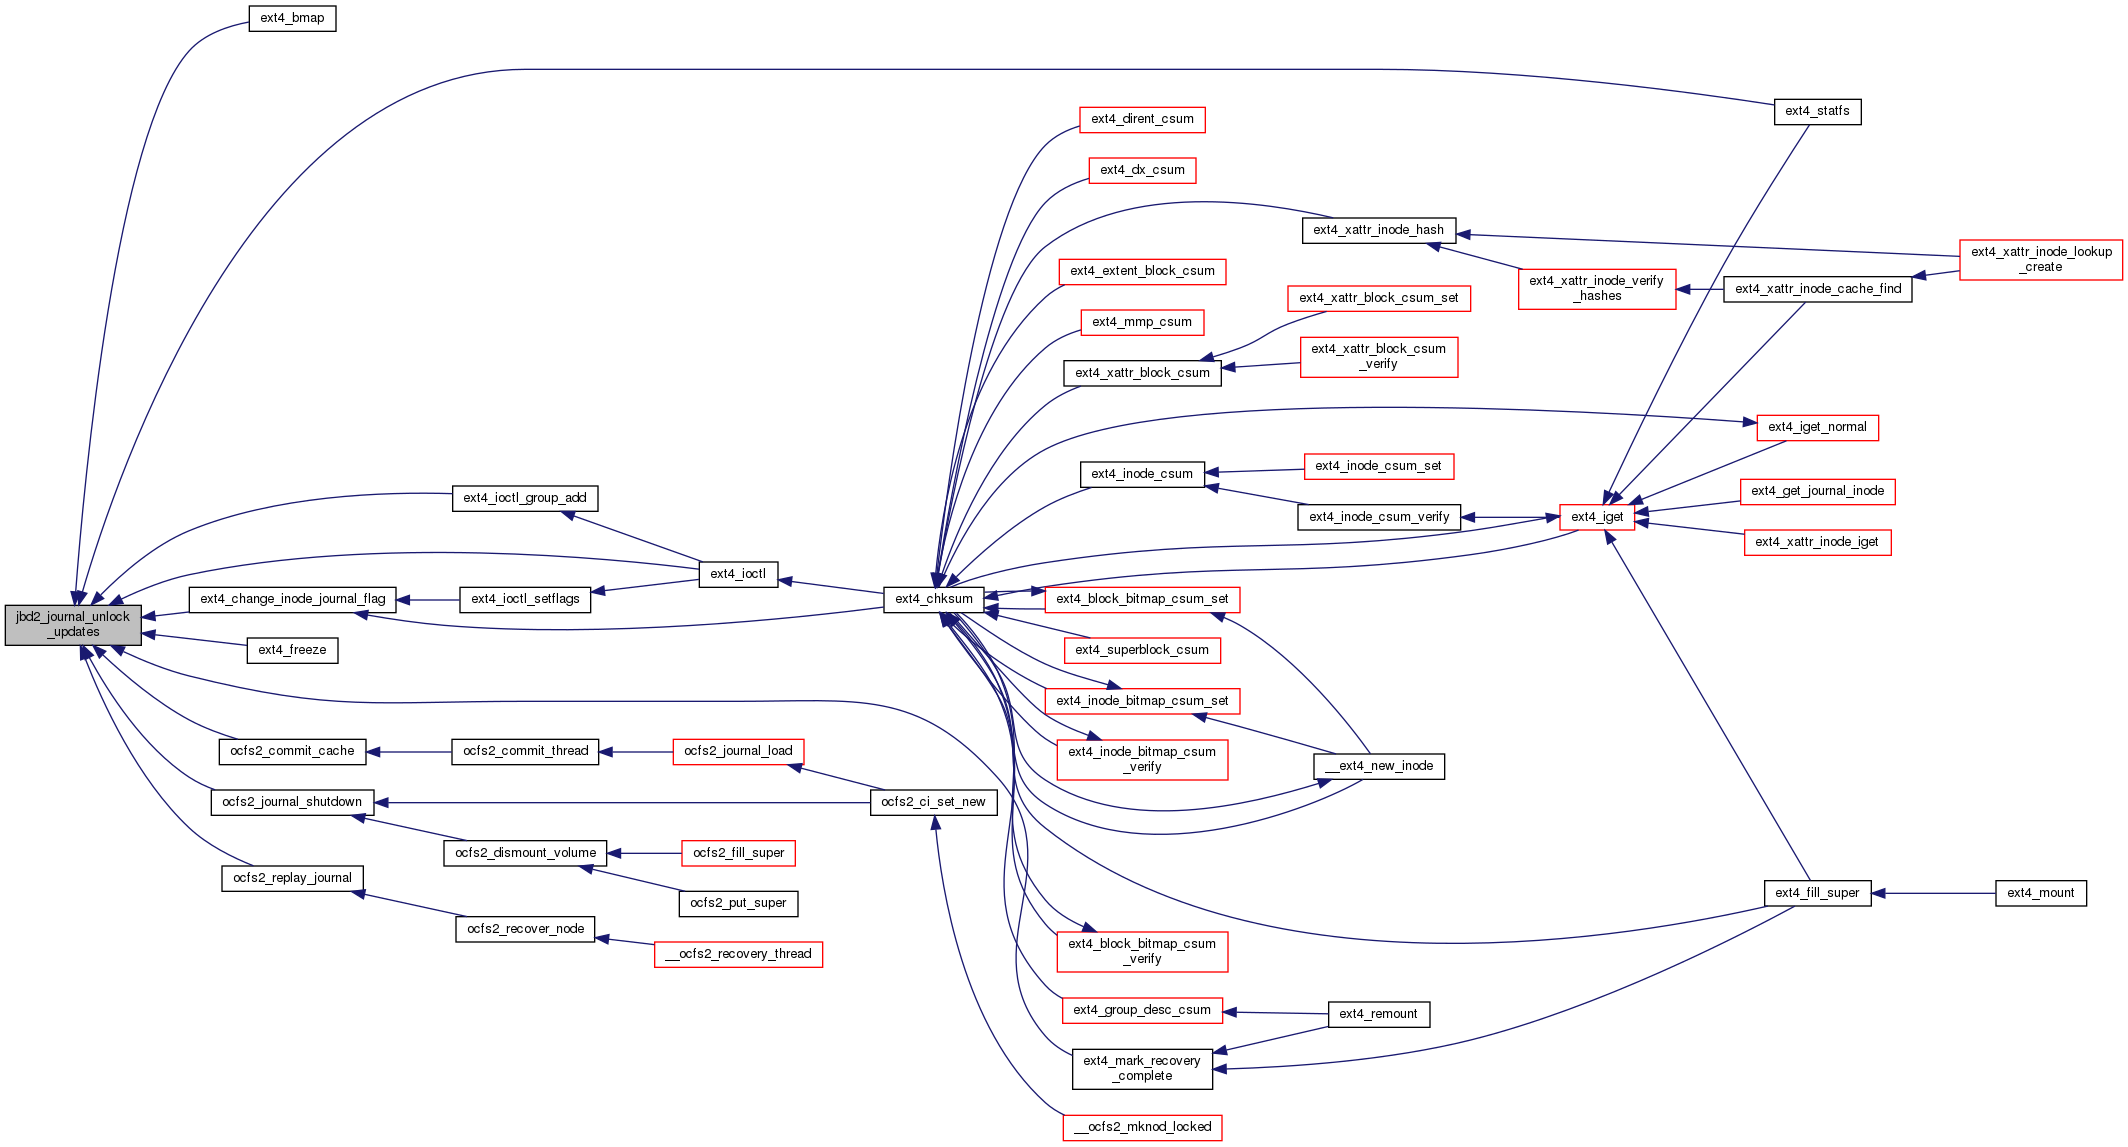 ext4_bmap
ext4_statfs
ext4_dirent_csum
ext4_dx_csum
ext4_xattr_inode_hash
ext4_xattr_inode_lookup
_create
ext4_extent_block_csum
ext4_xattr_inode_verify
_hashes
ext4_xattr_inode_cache_find
ext4_xattr_block_csum_set
ext4_mmp_csum
ext4_xattr_block_csum
_verify
ext4_xattr_block_csum
ext4_iget_normal
ext4_inode_csum
ext4_inode_csum_set
ext4_get_journal_inode
ext4_ioctl_group_add
ext4_inode_csum_verify
ext4_iget
ext4_xattr_inode_iget
ext4_ioctl
ext4_change_inode_journal_flag
ext4_ioctl_setflags
ext4_chksum
ext4_block_bitmap_csum_set
jbd2_journal_unlock
_updates
ext4_freeze
ext4_superblock_csum
ext4_inode_bitmap_csum_set
ocfs2_commit_cache
ocfs2_commit_thread
ocfs2_journal_load
ext4_inode_bitmap_csum
_verify
__ext4_new_inode
ocfs2_journal_shutdown
ocfs2_ci_set_new
ocfs2_dismount_volume
ocfs2_fill_super
ocfs2_replay_journal
ocfs2_put_super
ext4_fill_super
ext4_mount
ocfs2_recover_node
__ocfs2_recovery_thread
ext4_block_bitmap_csum
_verify
ext4_group_desc_csum
ext4_remount
ext4_mark_recovery
_complete
__ocfs2_mknod_locked